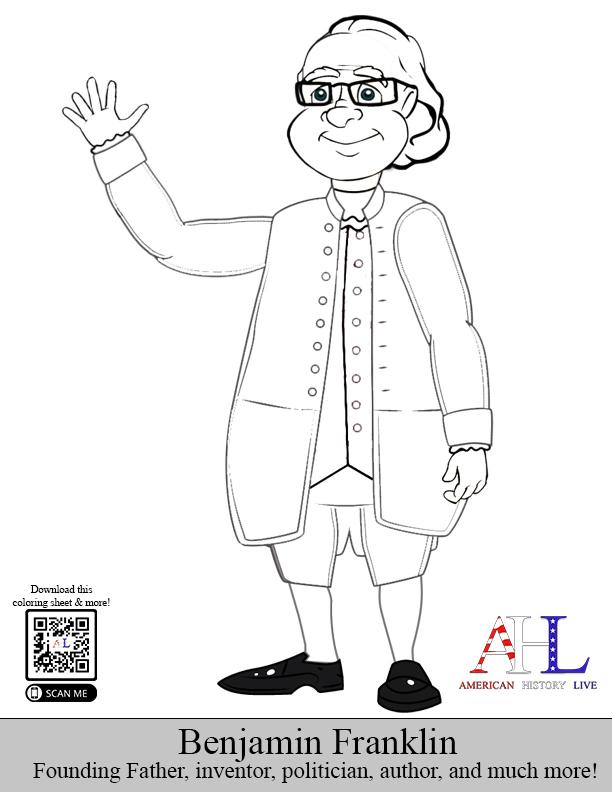 Download this
coloring sheet & more!
AL
SCAN ME
AHL
AMERICAN HISTORY LIVE
Benjamin Franklin
Founding Father, inventor, politician, author, and much more!